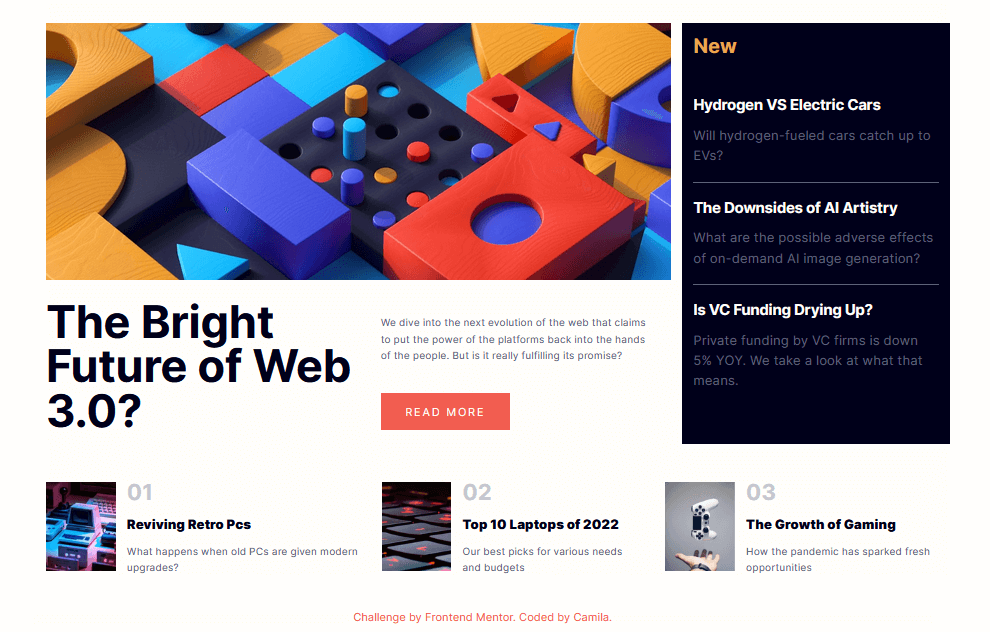 New
Hydrogen VS Electric Cars
Will hydrogen-fueled cars catch up to
EVs?
The Downsides of AI Artistry
What are the possible adverse effects
of on-demand AI image generation?
Is VC Funding Drying Up?
Private funding by VC firms is down
5% YOY. We take a look at what that
means.
The Bright
Future of Web
3.0?
We dive into the next evolution of the web that claims
to put the power of the platforms back into the hands
of the people. But is it really fulfilling its promise?
READ MORE
01
Reviving Retro Pcs
What happens when old PCs are given modern
upgrades?
02
Top 10 Laptops of 2022
Our best picks for various needs
and budgets
03
The Growth of Gaming
How the pandemic has sparked fresh
opportunities
Challenge by Frontend Mentor. Coded by Camila.